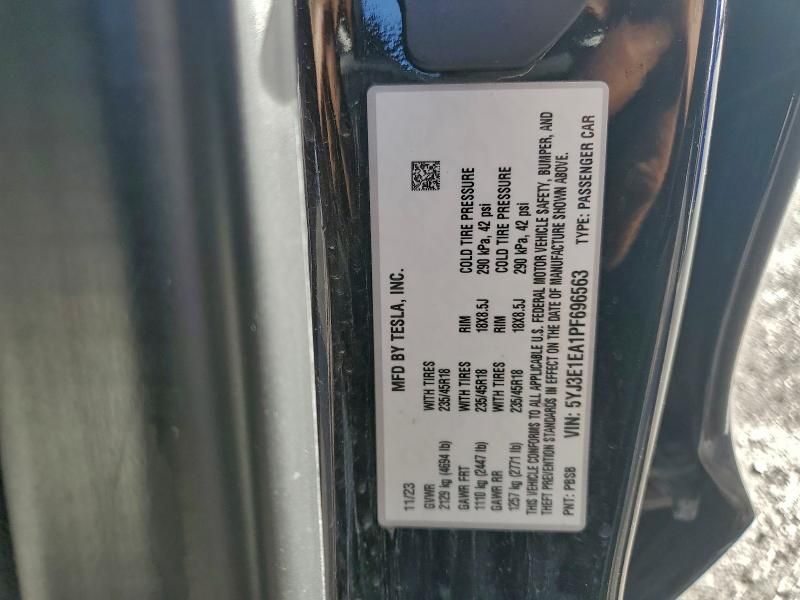 MFD BY TESLA, INC.
11/23
GVWR WITH TIRES RIM COLD TIRE PRESSURE
2129 kg (4694 lb) 235/45R18 18X8.5J 290 kPa, 42 psi
GAWR FRT WITH TIRES RIM COLD TIRE PRESSURE
1110 kg (2447 lb) 235/45R18 18X8.5J 290 kPa, 42 psi
GAWR RR WITH TIRES
1257 kg (2771 lb) 235/45R18
THIS VEHICLE CONFORMS TO ALL APPLICABLE U.S. FEDERAL MOTOR VEHICLE SAFETY, BUMPER, AND
THEFT PREVENTION STANDARDS IN EFFECT ON THE DATE OF MANUFACTURE SHOWN ABOVE.
PNT: PBSB VIN: 5YJ3E1EA1PF696563 TYPE: PASSENGER CAR